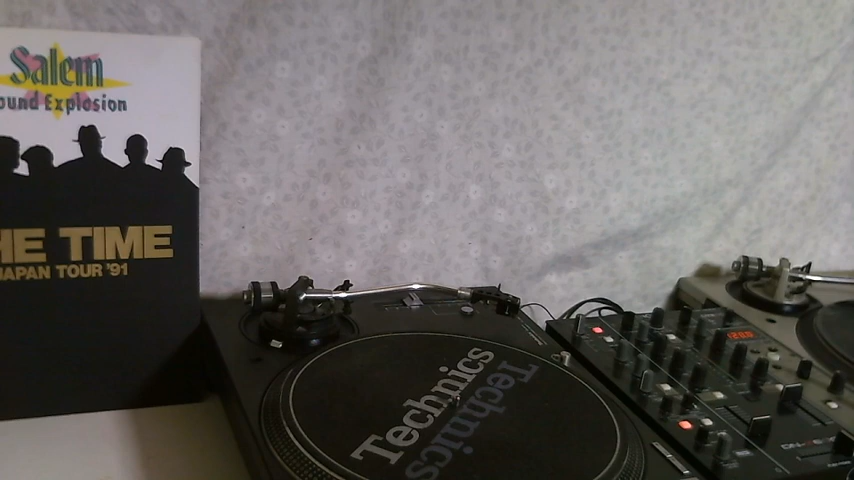 Salem
ound Explosion
HE TIME
JAPAN TOUR '91
Technics
Technics